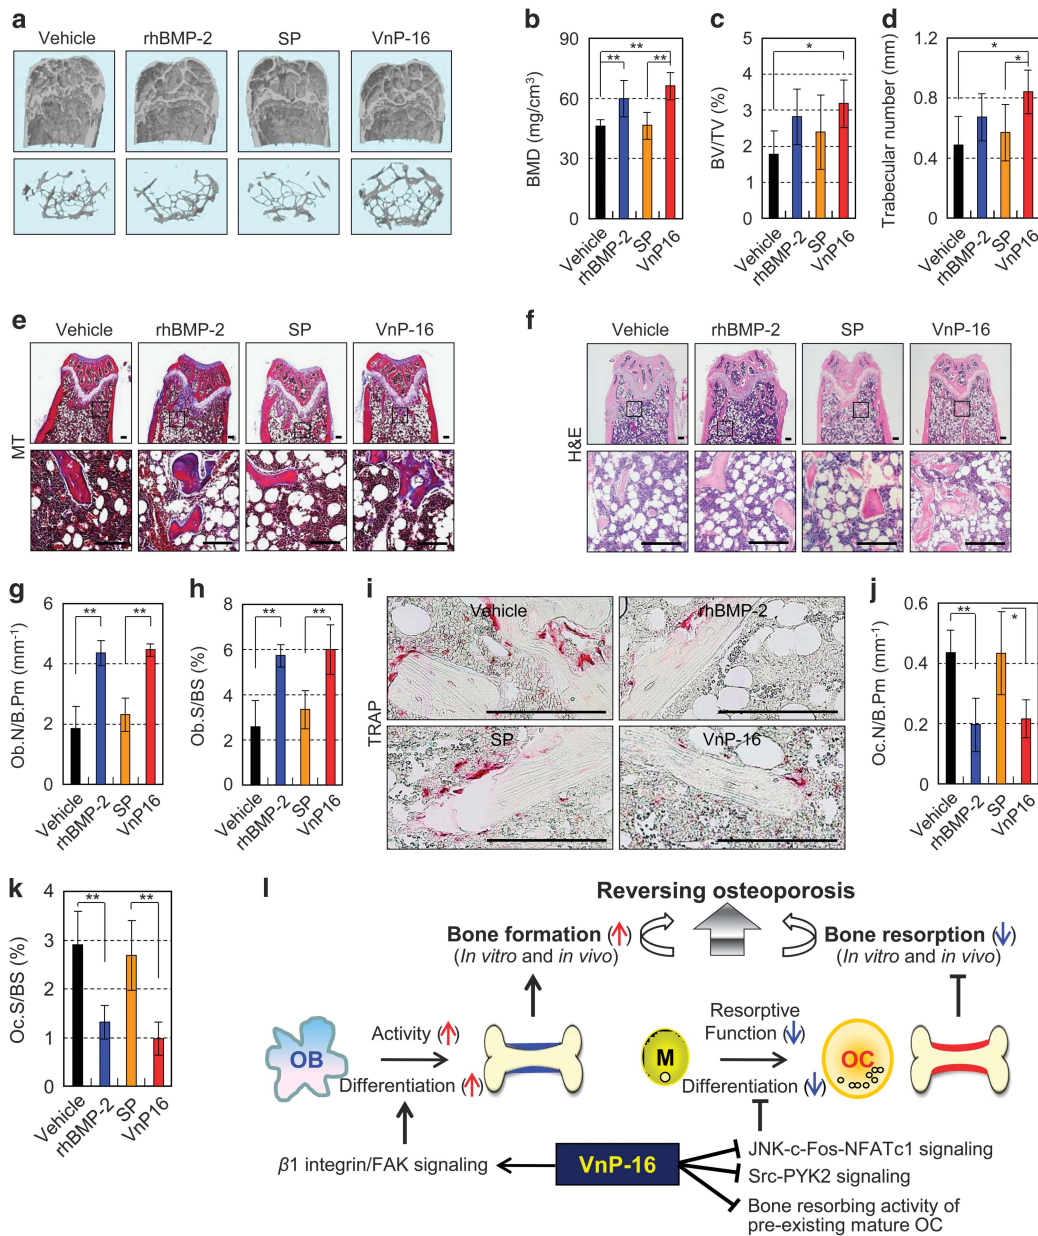 a
Vehicle rhBMP-2 SP VnP-16
b
BMD (mg/cm³)
90
60
30
0
** ** **
Vehicle rhBMP-2 SP VnP16
c
BV/TV (%)
5
4
3
2
1
0
*
Vehicle rhBMP-2 SP VnP16
d
Trabecular number (mm)
1.2
0.8
0.4
0
* *
Vehicle rhBMP-2 SP VnP16
e
Vehicle rhBMP-2 SP VnP-16
MT
f
Vehicle rhBMP-2 SP VnP-16
H&E
g
Ob.N/B.Pm (mm⁻¹)
6
4
2
0
** **
Vehicle rhBMP-2 SP VnP16
h
Ob.S/BS (%)
8
6
4
2
0
** **
Vehicle rhBMP-2 SP VnP16
i
TRAP
Vehicle rhBMP-2
SP VnP-16
j
Oc.N/B.Pm (mm⁻¹)
0.6
0.4
0.2
0
** *
Vehicle rhBMP-2 SP VnP16
k
Oc.S/BS (%)
4
3
2
1
0
** **
Vehicle rhBMP-2 SP VnP16
l
Reversing osteoporosis
Bone formation (↑)
(In vitro and in vivo)
Bone resorption (↓)
(In vitro and in vivo)
OB
Activity (↑)
Differentiation (↑)
M
Resorptive
Function (↓)
Differentiation (↓)
OC
β1 integrin/FAK signaling
VnP-16
JNK-c-Fos-NFATc1 signaling
Src-PYK2 signaling
Bone resorbing activity of
pre-existing mature OC